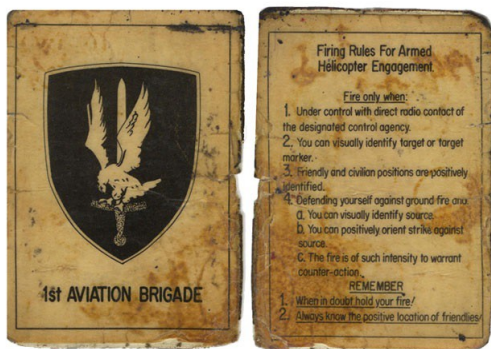 1st AVIATION BRIGADE
Firing Rules For Armed
Helicopter Engagement
Fire only when:
1. Under control with direct radio contact of
the designated control agency.
2. You can visually identify target or target
marker.
3. Friendly and civilian positions are positively
identified.
4. Defending yourself against ground fire and
a. You can visually identify source.
b. You can positively orient strike against
source.
c. The fire is of such intensity to warrant
counter-action.
REMEMBER
1. When in doubt hold your fire!
2. Always know the positive location of friendlies!